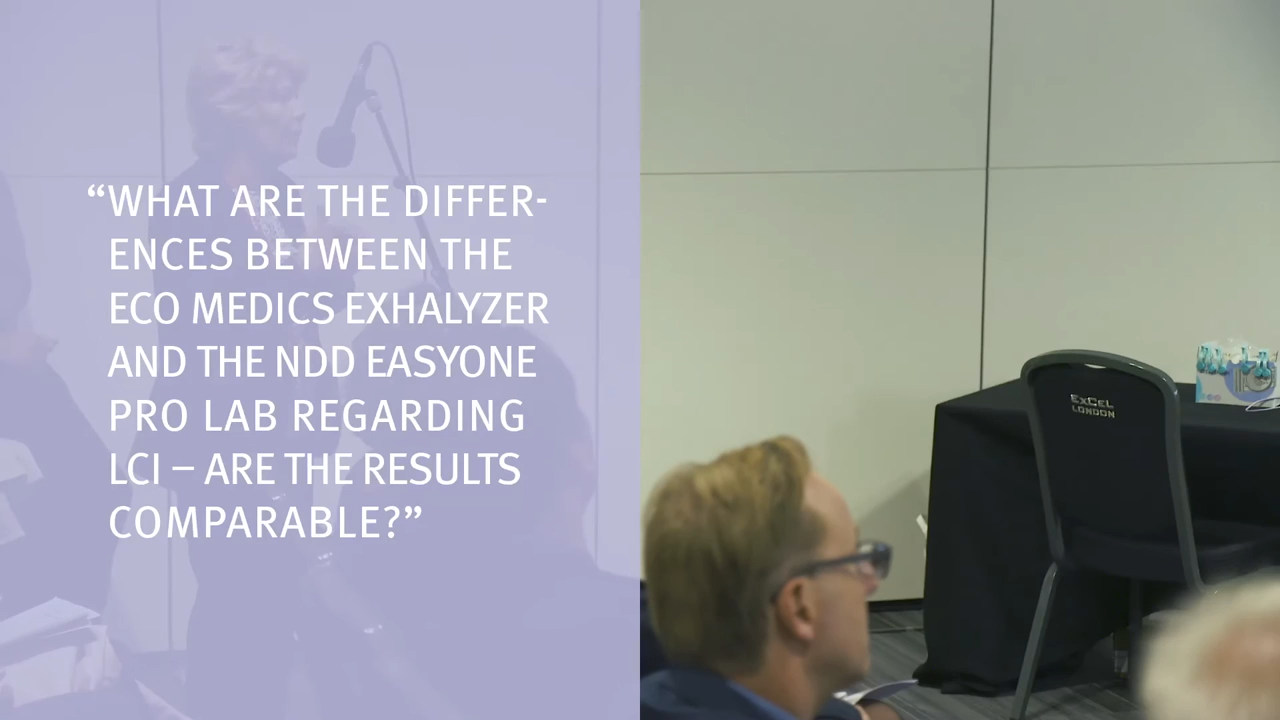 “WHAT ARE THE DIFFER-
ENCES BETWEEN THE
ECO MEDICS EXHALYZER
AND THE NDD EASYONE
PRO LAB REGARDING
LCI – ARE THE RESULTS
COMPARABLE?”
EXCEL
LONDON